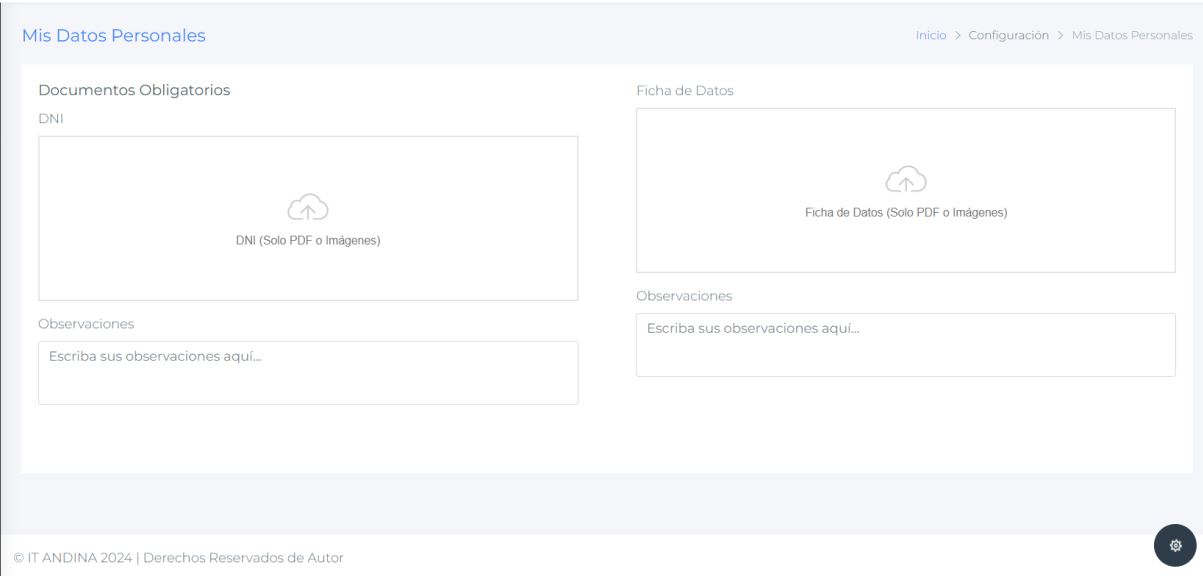 Mis Datos Personales
Inicio > Configuración > Mis Datos Personales
Documentos Obligatorios
DNI
DNI (Solo PDF o Imágenes)
Observaciones
Escriba sus observaciones aquí...
Ficha de Datos
Ficha de Datos (Solo PDF o Imágenes)
Observaciones
Escriba sus observaciones aquí...
© IT ANDINA 2024 | Derechos Reservados de Autor